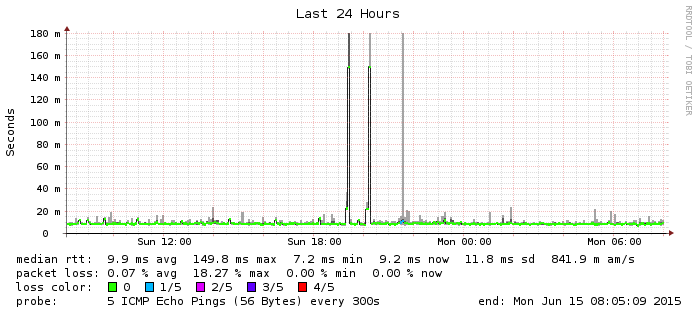 Last 24 Hours
RRDTOOL / TOBI OETIKER
Seconds
180 m
160 m
140 m
120 m
100 m
80 m
60 m
40 m
20 m
0
Sun 12:00 Sun 18:00 Mon 00:00 Mon 06:00
median rtt: 9.9 ms avg 149.8 ms max 7.2 ms min 9.2 ms now 11.8 ms sd 841.9 m am/s
packet loss: 0.07 % avg 18.27 % max 0.00 % min 0.00 % now
loss color: 0 1/5 2/5 3/5 4/5
probe: 5 ICMP Echo Pings (56 Bytes) every 300s end: Mon Jun 15 08:05:09 2015